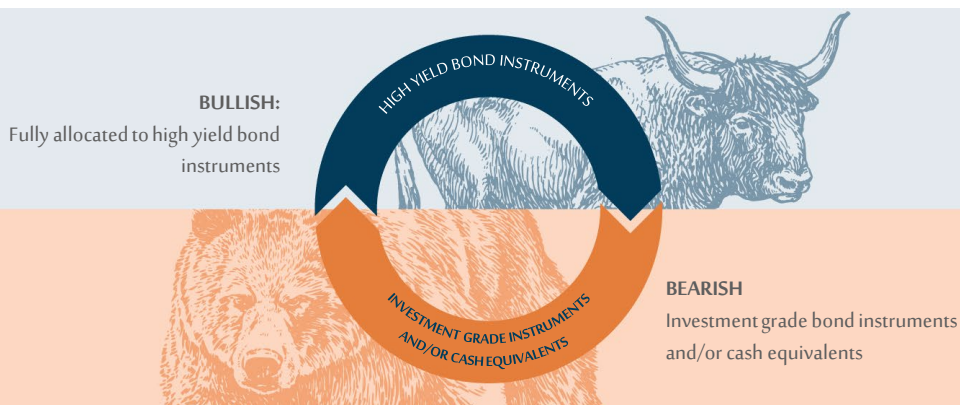 HIGH YIELD BOND INSTRUMENTS
BULLISH:
Fully allocated to high yield bond
instruments
INVESTMENT GRADE INSTRUMENTS
AND/OR CASH EQUIVALENTS
BEARISH
Investment grade bond instruments
and/or cash equivalents